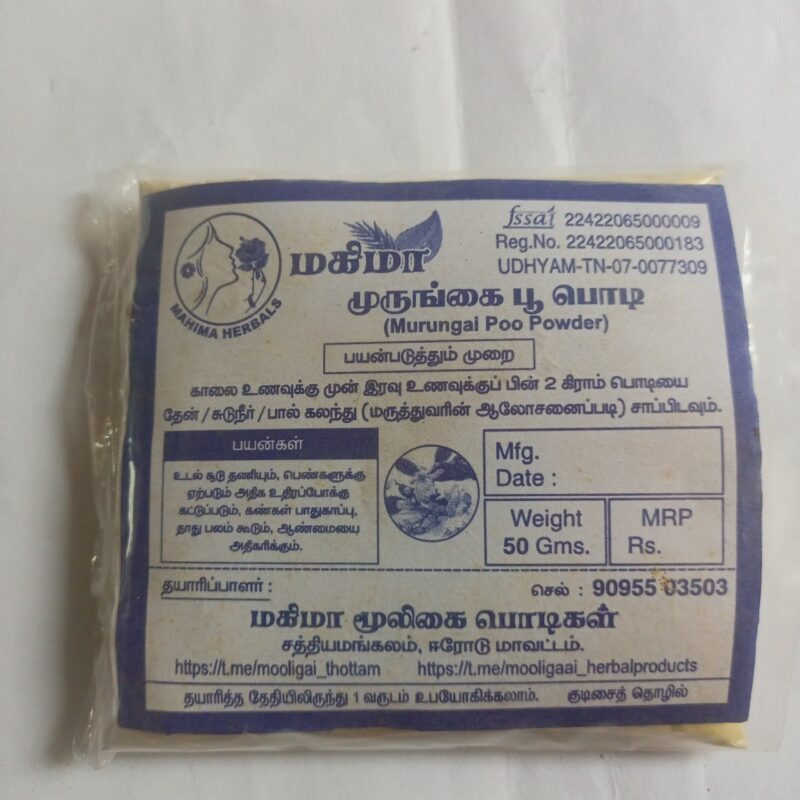 MAHIMA HERBALS
மகிமா
fssai 22422065000009
Reg.No. 22422065000183
UDHYAM-TN-07-0077309
முருங்கை பூ பொடி
(Murungai Poo Powder)
பயன்படுத்தும் முறை
காலை உணவுக்கு முன் இரவு உணவுக்குப் பின் 2 கிராம் பொடியை
தேன் / சுடுநீர் / பால் கலந்து (மருத்துவரின் ஆலோசனைப்படி) சாப்பிடவும்.
பயன்கள்
உடல் சூடு தணியும், பெண்களுக்கு
ஏற்படும் அதிக உதிரப்போக்கு
கட்டுப்படும், கண்கள் பாதுகாப்பு,
தாது பலம் கூடும், ஆண்மையை
அதிகரிக்கும்.
Mfg.
Date :
Weight
50 Gms.
MRP
Rs.
தயாரிப்பாளர் :
செல் : 90955 03503
மகிமா மூலிகை பொடிகள்
சத்தியமங்கலம், ஈரோடு மாவட்டம்.
https://t.me/mooligai_thottam https://t.me/mooligaai_herbalproducts
தயாரித்த தேதியிலிருந்து 1 வருடம் உபயோகிக்கலாம். குடிசைத் தொழில்